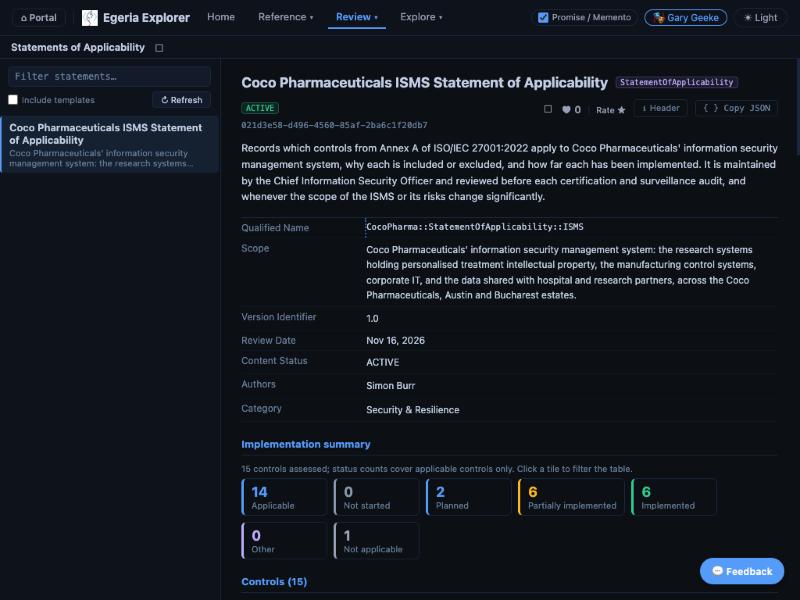 ⌂ Portal
Egeria Explorer
Home
Reference ▾
Review ▾
Explore ▾
Promise / Memento
Gary Geeke
☀ Light
Statements of Applicability
Filter statements…
Include templates
↻ Refresh
Coco Pharmaceuticals ISMS Statement
of Applicability
Coco Pharmaceuticals' information security
management system: the research systems…
Coco Pharmaceuticals ISMS Statement of Applicability
StatementOfApplicability
ACTIVE
0
Rate ★
↓ Header
{ } Copy JSON
021d3e58-d496-4560-85af-2ba6c1f20db7
Records which controls from Annex A of ISO/IEC 27001:2022 apply to Coco Pharmaceuticals' information security
management system, why each is included or excluded, and how far each has been implemented. It is maintained
by the Chief Information Security Officer and reviewed before each certification and surveillance audit, and
whenever the scope of the ISMS or its risks change significantly.
Qualified Name
CocoPharma::StatementOfApplicability::ISMS
Scope
Coco Pharmaceuticals' information security management system: the research systems
holding personalised treatment intellectual property, the manufacturing control systems,
corporate IT, and the data shared with hospital and research partners, across the Coco
Pharmaceuticals, Austin and Bucharest estates.
Version Identifier
1.0
Review Date
Nov 16, 2026
Content Status
ACTIVE
Authors
Simon Burr
Category
Security & Resilience
Implementation summary
15 controls assessed; status counts cover applicable controls only. Click a tile to filter the table.
14
Applicable
0
Not started
2
Planned
6
Partially implemented
6
Implemented
0
Other
1
Not applicable
Controls (15)
Feedback